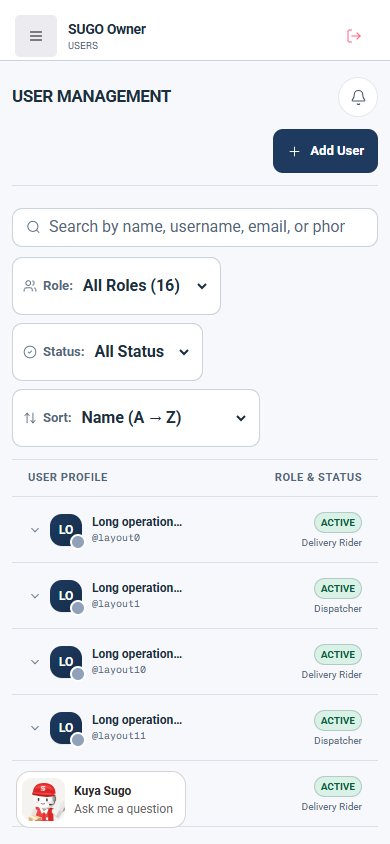 SUGO Owner
USERS
USER MANAGEMENT
Add User
Search by name, username, email, or phor
Role: All Roles (16)
Status: All Status
Sort: Name (A → Z)
USER PROFILE ROLE & STATUS
LO Long operation... ACTIVE
@layout0 Delivery Rider
LO Long operation... ACTIVE
@layout1 Dispatcher
LO Long operation... ACTIVE
@layout10 Delivery Rider
LO Long operation... ACTIVE
@layout11 Dispatcher
Kuya Sugo ACTIVE
Ask me a question Delivery Rider